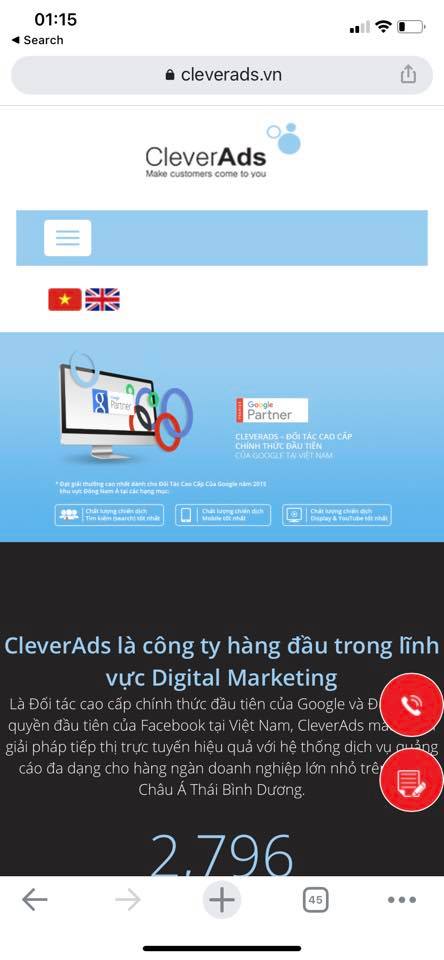 01:15
◀ Search
cleverads.vn
CleverAds
Make customers come to you
Google
Partner
Partner
CLEVERADS – ĐỐI TÁC CAO CẤP
CHÍNH THỨC ĐẦU TIÊN
CỦA GOOGLE TẠI VIỆT NAM
* Đạt giải thưởng cao nhất dành cho Đối Tác Cao Cấp Của Google năm 2015
khu vực Đông Nam Á tại các hạng mục:
Chất lượng chiến dịch
Tìm kiếm (search) tốt nhất
Chất lượng chiến dịch
Mobile tốt nhất
Chất lượng chiến dịch
Display & YouTube tốt nhất
CleverAds là công ty hàng đầu trong lĩnh
vực Digital Marketing
Là Đối tác cao cấp chính thức đầu tiên của Google và
quyền đầu tiên của Facebook tại Việt Nam, CleverAds
giải pháp tiếp thị trực tuyến hiệu quả với hệ thống dịch vụ quảng
cáo đa dạng cho hàng ngàn doanh nghiệp lớn nhỏ
Châu Á Thái Bình Dương.
2,796
45